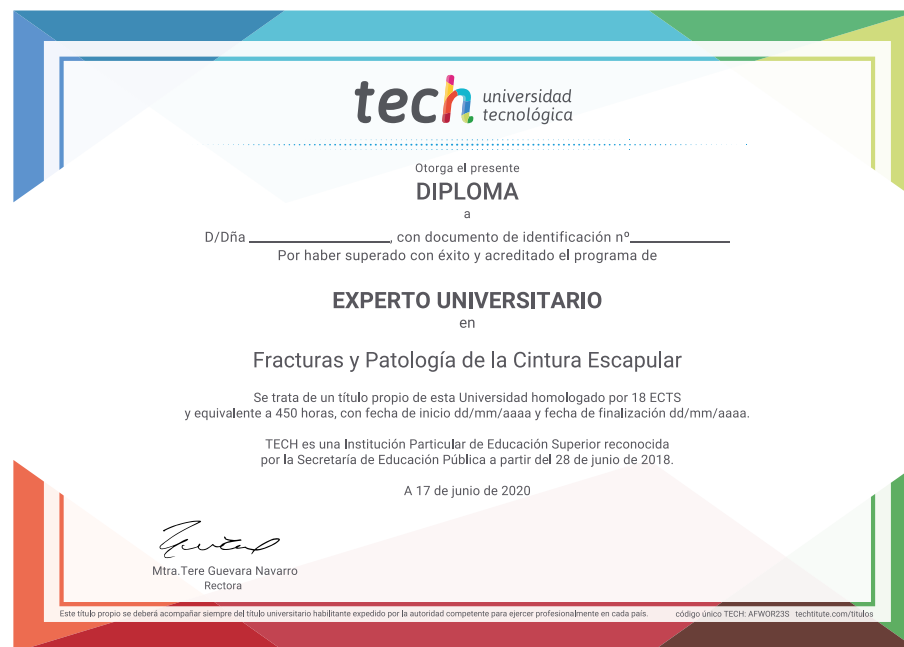 tech universidad
tecnológica
Otorga el presente
DIPLOMA
a
D/Dña ____________________, con documento de identificación nº______________
Por haber superado con éxito y acreditado el programa de
EXPERTO UNIVERSITARIO
en
Fracturas y Patología de la Cintura Escapular
Se trata de un título propio de esta Universidad homologado por 18 ECTS
y equivalente a 450 horas, con fecha de inicio dd/mm/aaaa y fecha de finalización dd/mm/aaaa.
TECH es una Institución Particular de Educación Superior reconocida
por la Secretaría de Educación Pública a partir del 28 de junio de 2018.
A 17 de junio de 2020
Mtra.Tere Guevara Navarro
Rectora
Este título propio se deberá acompañar siempre del título universitario habilitante expedido por la autoridad competente para ejercer profesionalmente en cada país. código único TECH: AFWOR23S techtitute.com/titulos